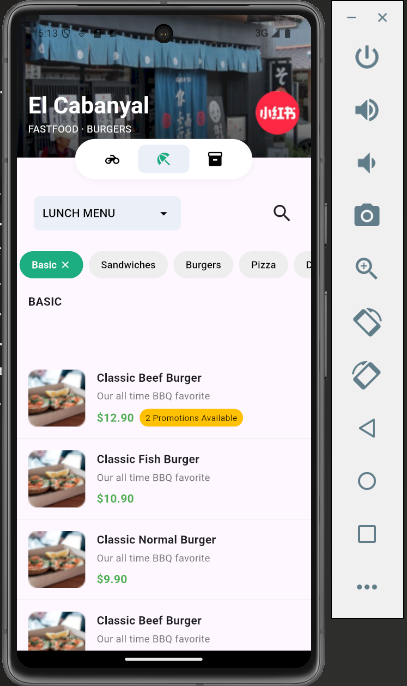 15:13
3G
El Cabanyal
FASTFOOD · BURGERS
小红书
LUNCH MENU
Basic
Sandwiches
Burgers
Pizza
BASIC
Classic Beef Burger
Our all time BBQ favorite
$12.90
2 Promotions Available
Classic Fish Burger
Our all time BBQ favorite
$10.90
Classic Normal Burger
Our all time BBQ favorite
$9.90
Classic Beef Burger
Our all time BBQ favorite